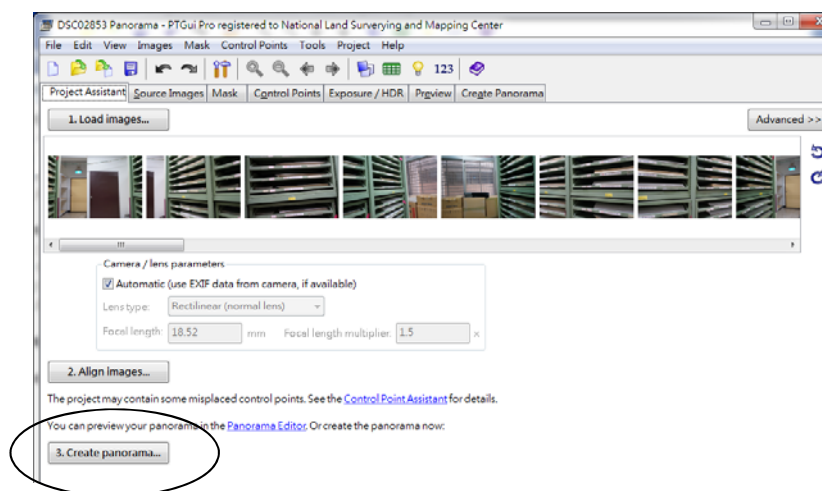 DSC02853 Panorama - PTGui Pro registered to National Land Surverying and Mapping Center
File Edit View Images Mask Control Points Tools Project Help
123
Project Assistant Source Images Mask Control Points Exposure / HDR Preview Create Panorama
1. Load images...
Advanced >>
Camera / lens parameters
Automatic (use EXIF data from camera, if available)
Lens type: Rectilinear (normal lens)
Focal length: 18.52 mm Focal length multiplier: 1.5 x
2. Align images...
The project may contain some misplaced control points. See the Control Point Assistant for details.
You can preview your panorama in the Panorama Editor. Or create the panorama now:
3. Create panorama...